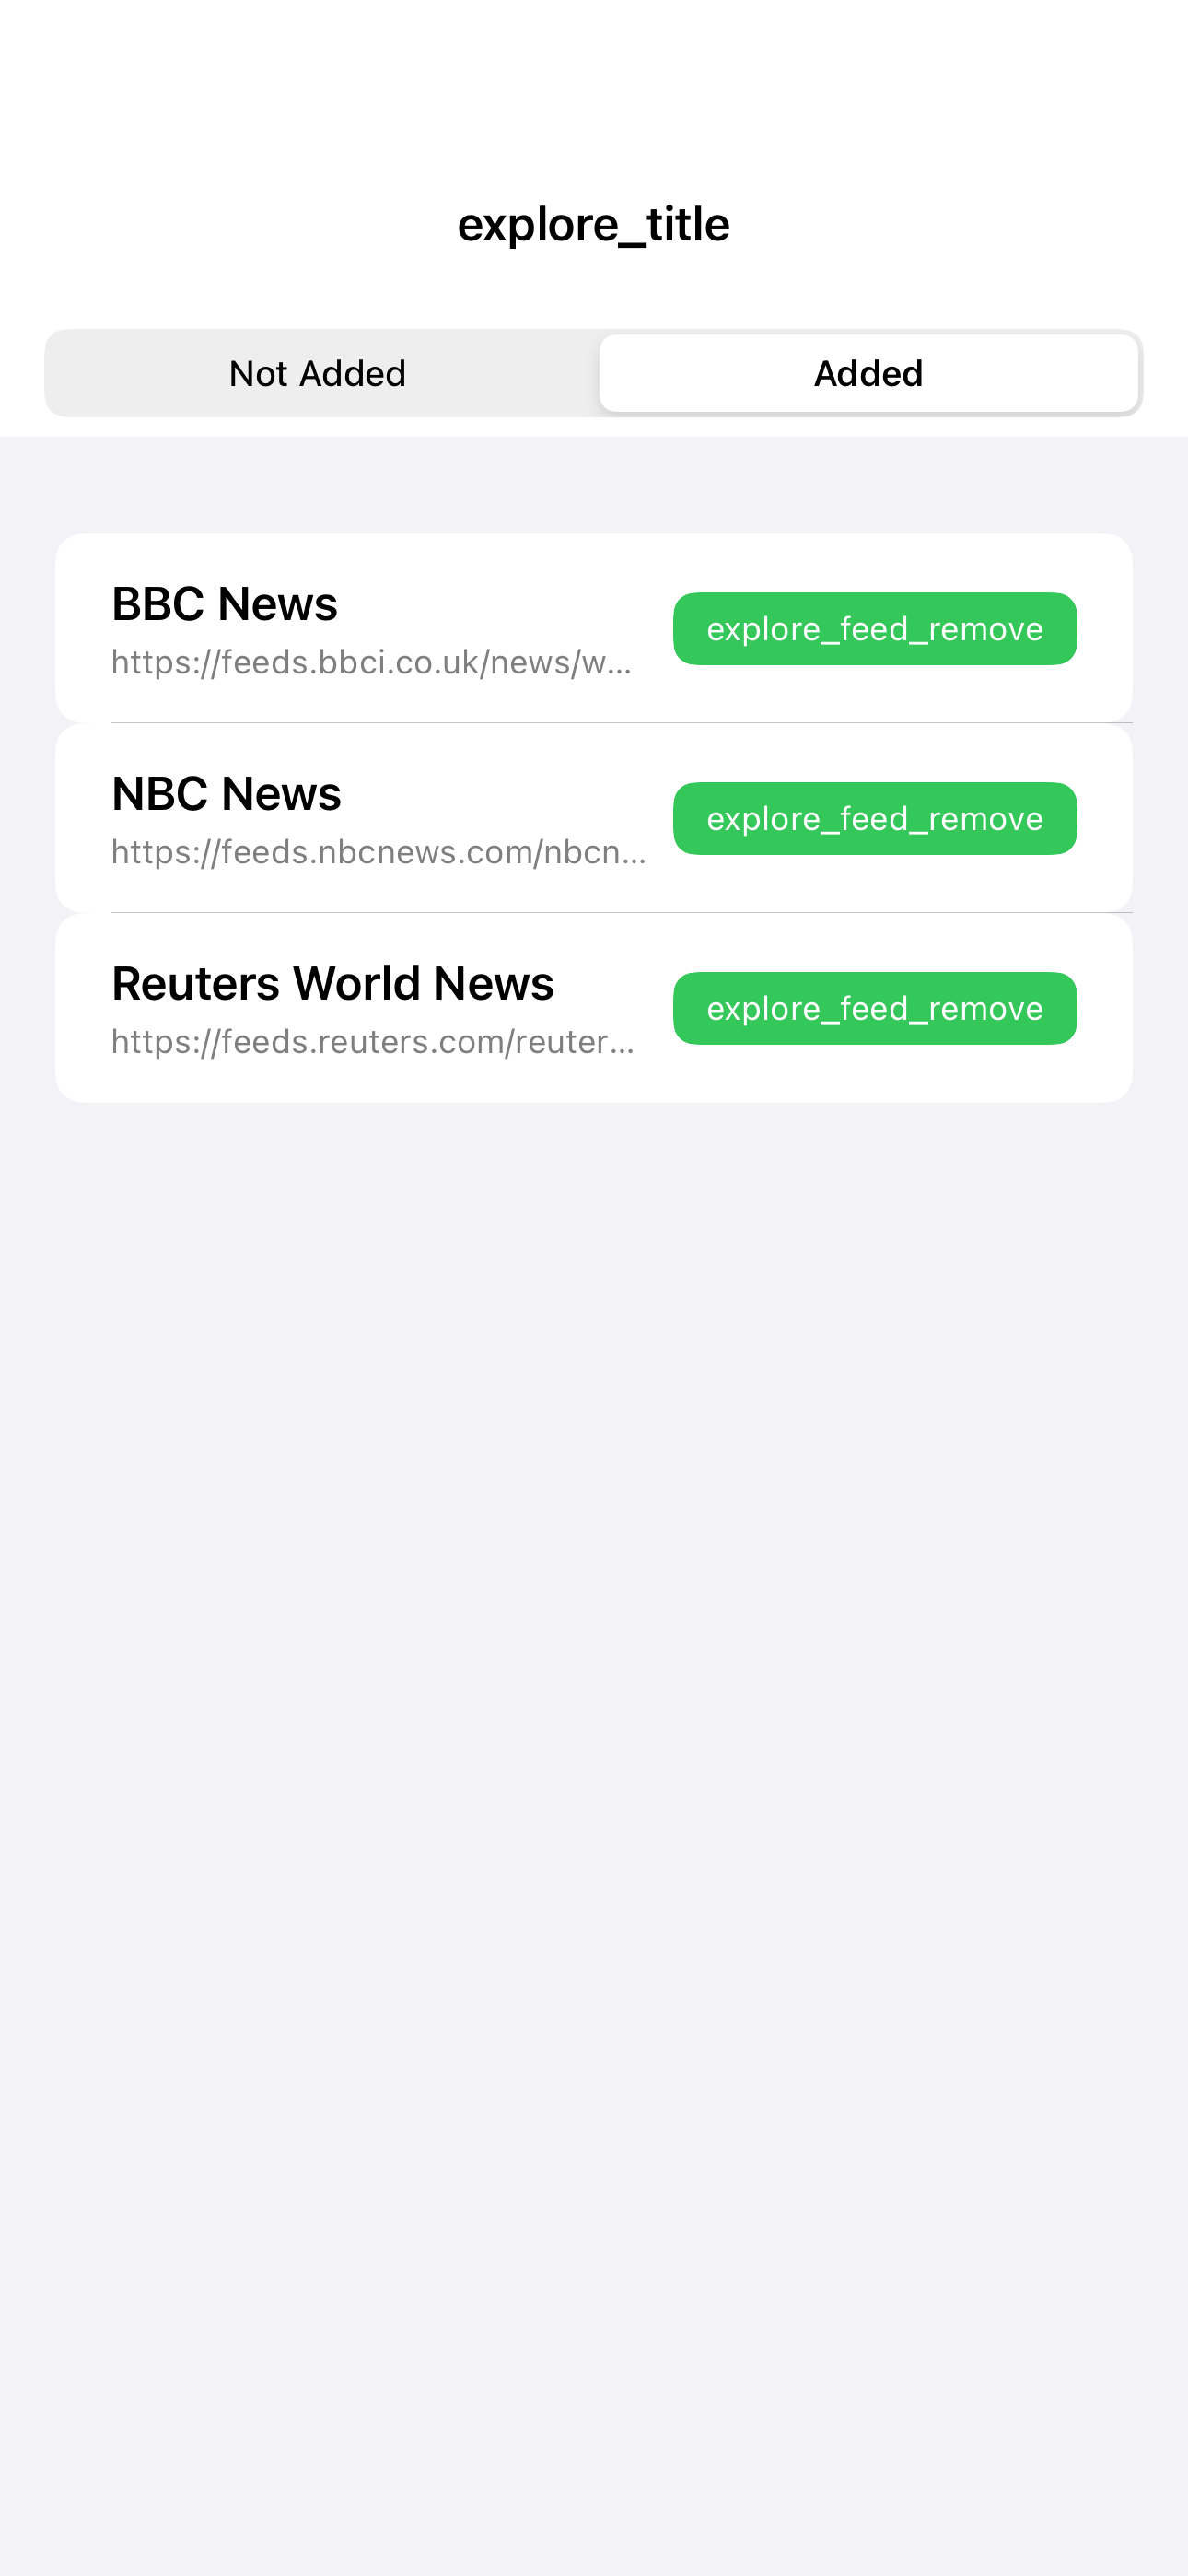 explore_title
Not Added
Added
BBC News
explore_feed_remove
https://feeds.bbci.co.uk/news/w...
NBC News
explore_feed_remove
https://feeds.nbcnews.com/nbcn...
Reuters World News
explore_feed_remove
https://feeds.reuters.com/reuter...